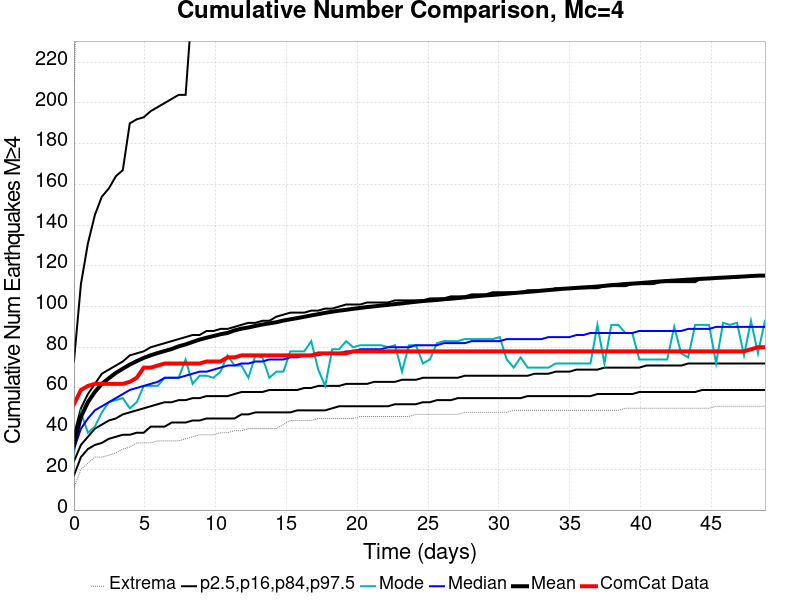 Cumulative Number Comparison, Mc=4
Cumulative Num Earthquakes M≥4
220
200
180
160
140
120
100
80
60
40
20
0
0 5 10 15 20 25 30 35 40 45
Time (days)
Extrema p2.5,p16,p84,p97.5 Mode Median Mean ComCat Data